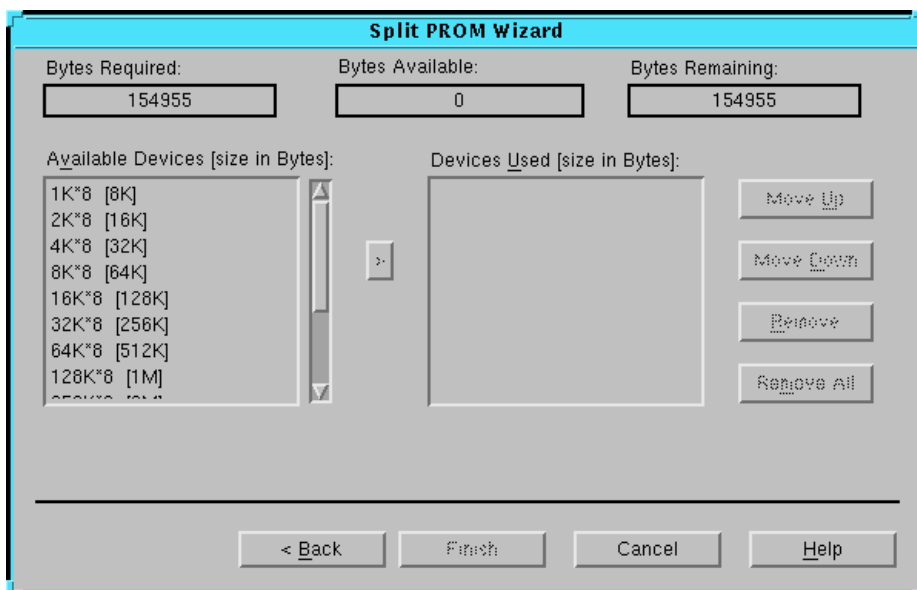 Split PROM Wizard
Bytes Required:
Bytes Available:
Bytes Remaining:
154955
0
154955
Available Devices [size in Bytes]:
Devices Used [size in Bytes]:
1K*8 [8K]
2K*8 [16K]
4K*8 [32K]
8K*8 [64K]
16K*8 [128K]
32K*8 [256K]
64K*8 [512K]
128K*8 [1M]
>
Move Up
Move Down
Remove
Remove All
< Back
Finish
Cancel
Help